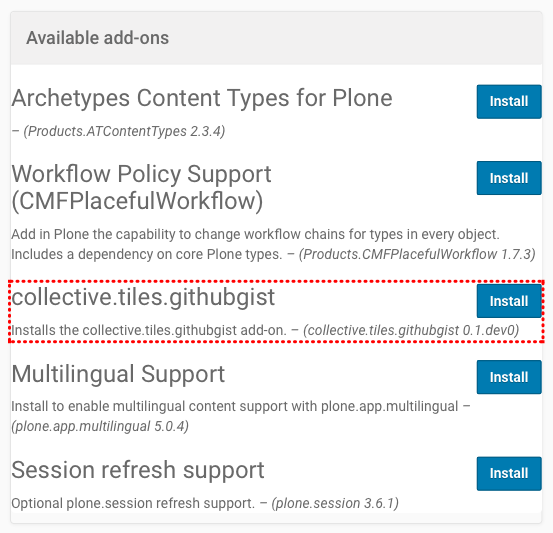 Available add-ons
Archetypes Content Types for Plone
Install
– (Products.ATContentTypes 2.3.4)
Workflow Policy Support
(CMFPlacefulWorkflow)
Install
Add in Plone the capability to change workflow chains for types in every object.
Includes a dependency on core Plone types. – (Products.CMFPlacefulWorkflow 1.7.3)
collective.tiles.githubgist
Install
Installs the collective.tiles.githubgist add-on. – (collective.tiles.githubgist 0.1.dev0)
Multilingual Support
Install
Install to enable multilingual content support with plone.app.multilingual –
(plone.app.multilingual 5.0.4)
Session refresh support
Install
Optional plone.session refresh support. – (plone.session 3.6.1)